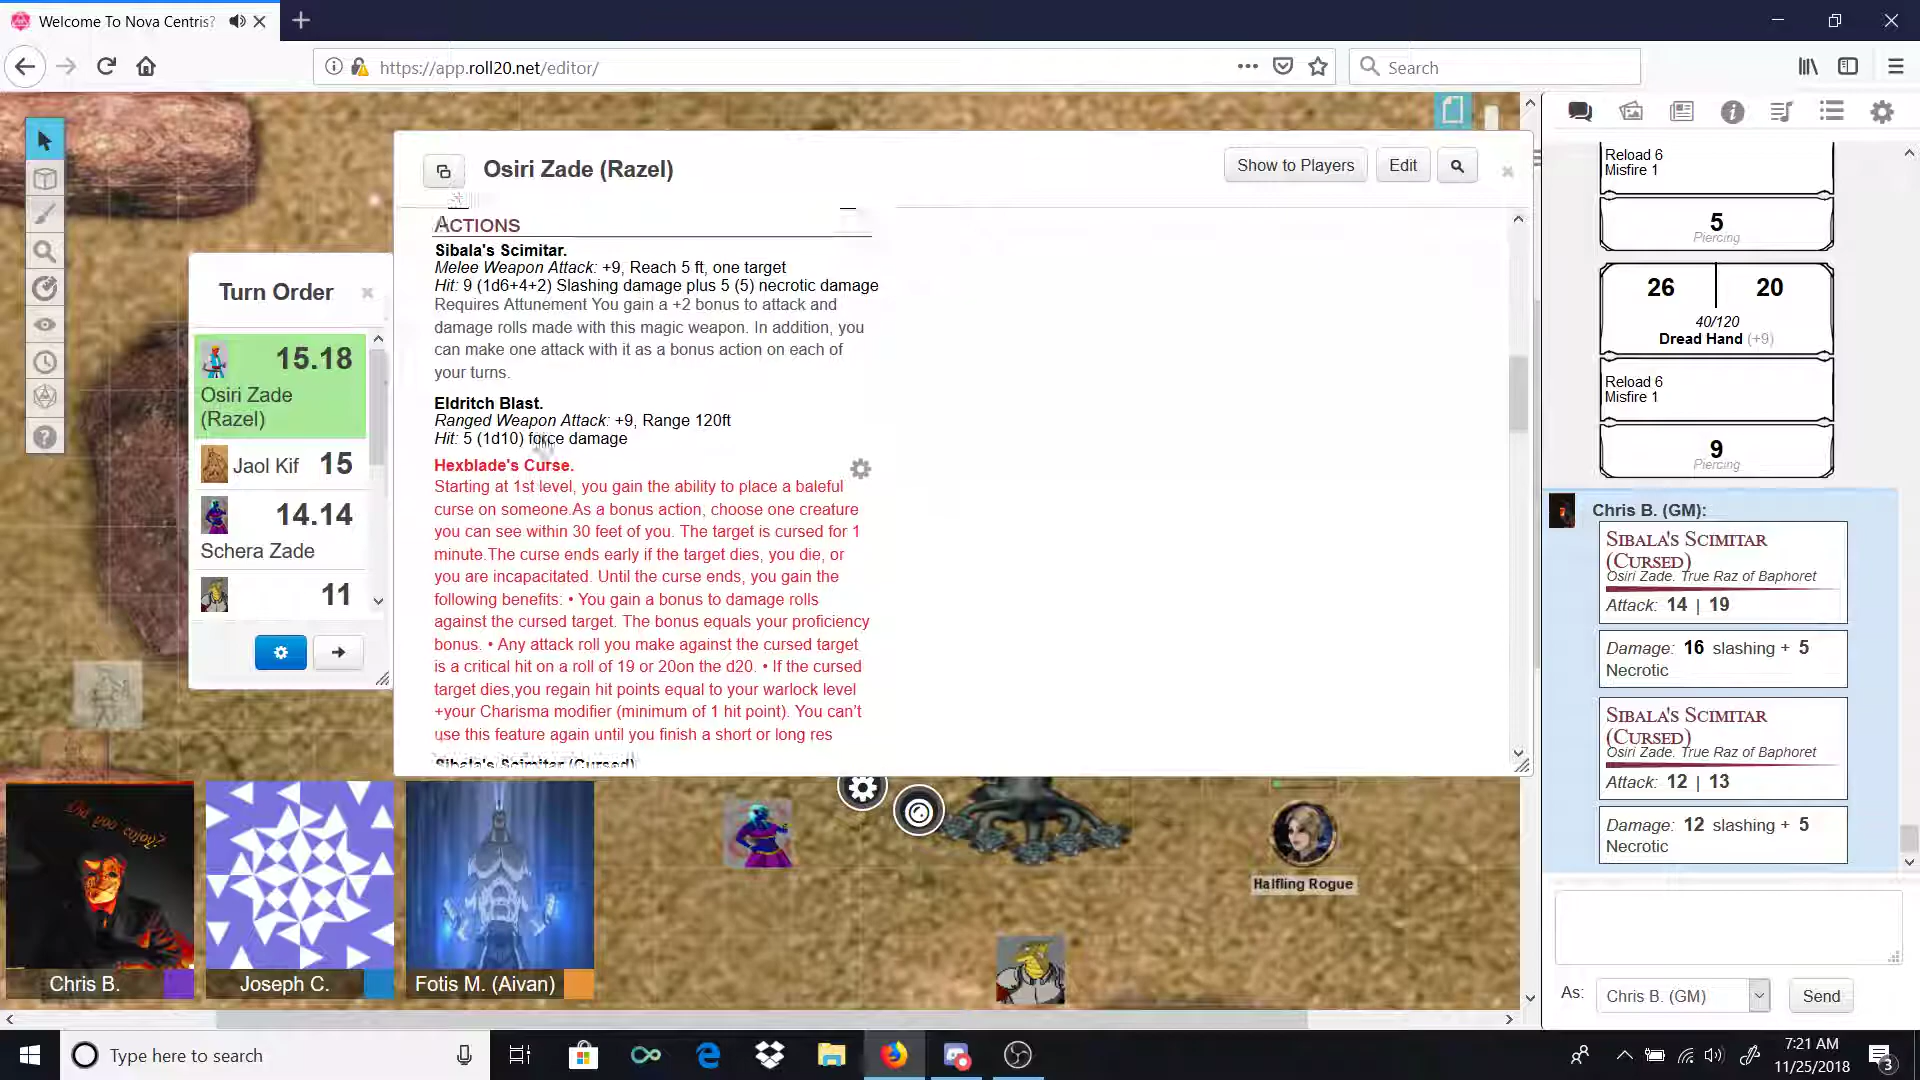 Welcome To Nova Centris?
https://app.roll20.net/editor/
Search
Osiri Zade (Razel)
Show to Players
Edit
ACTIONS
Sibala's Scimitar.
Melee Weapon Attack: +9, Reach 5 ft, one target
Hit: 9 (1d6+4+2) Slashing damage plus 5 (5) necrotic damage
Requires Attunement You gain a +2 bonus to attack and
damage rolls made with this magic weapon. In addition, you
can make one attack with it as a bonus action on each of
your turns.
Eldritch Blast.
Ranged Weapon Attack: +9, Range 120ft
Hit: 5 (1d10) force damage
Hexblade's Curse.
Starting at 1st level, you gain the ability to place a baleful
curse on someone.As a bonus action, choose one creature
you can see within 30 feet of you. The target is cursed for 1
minute.The curse ends early if the target dies, you die, or
you are incapacitated. Until the curse ends, you gain the
following benefits: • You gain a bonus to damage rolls
against the cursed target. The bonus equals your proficiency
bonus. • Any attack roll you make against the cursed target
is a critical hit on a roll of 19 or 20on the d20. • If the cursed
target dies,you regain hit points equal to your warlock level
+your Charisma modifier (minimum of 1 hit point). You can't
use this feature again until you finish a short or long res
Sibala's Scimitar (Cursed)
Turn Order
15.18
Osiri Zade
(Razel)
Jaol Kif 15
14.14
Schera Zade
11
Reload 6
Misfire 1
5
Piercing
26 20
40/120
Dread Hand (+9)
Reload 6
Misfire 1
9
Piercing
Chris B. (GM):
SIBALA'S SCIMITAR
(CURSED)
Osiri Zade. True Raz of Baphoret
Attack: 14 | 19
Damage: 16 slashing + 5
Necrotic
SIBALA'S SCIMITAR
(CURSED)
Osiri Zade. True Raz of Baphoret
Attack: 12 | 13
Damage: 12 slashing + 5
Necrotic
As:
Chris B. (GM)
Send
Did you enjoy?
Chris B.
Joseph C.
Fotis M. (Aivan)
Halfling Rogue
Type here to search
7:21 AM
11/25/2018
3